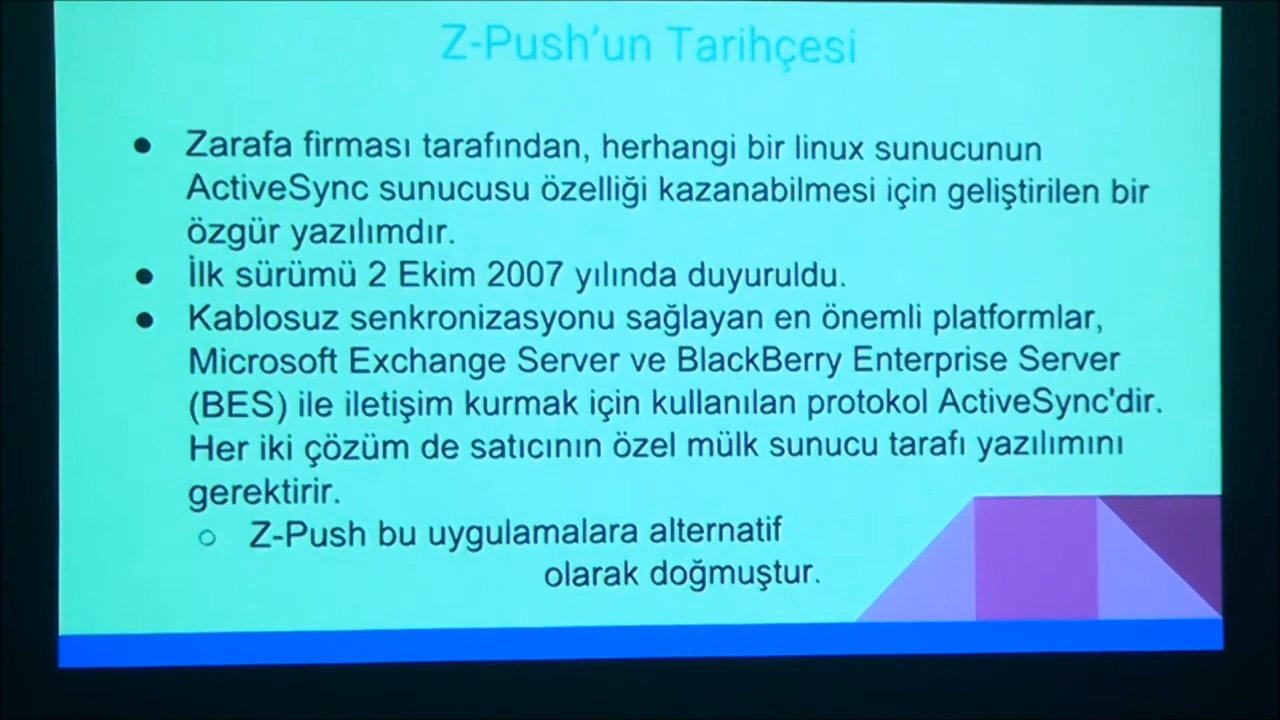 Z-Push’un Tarihçesi
● Zarafa firması tarafından, herhangi bir linux sunucunun
ActiveSync sunucusu özelliği kazanabilmesi için geliştirilen bir
özgür yazılımdır.
● İlk sürümü 2 Ekim 2007 yılında duyuruldu.
● Kablosuz senkronizasyonu sağlayan en önemli platformlar,
Microsoft Exchange Server ve BlackBerry Enterprise Server
(BES) ile iletişim kurmak için kullanılan protokol ActiveSync'dir.
Her iki çözüm de satıcının özel mülk sunucu tarafı yazılımını
gerektirir.
○ Z-Push bu uygulamalara alternatif
olarak doğmuştur.